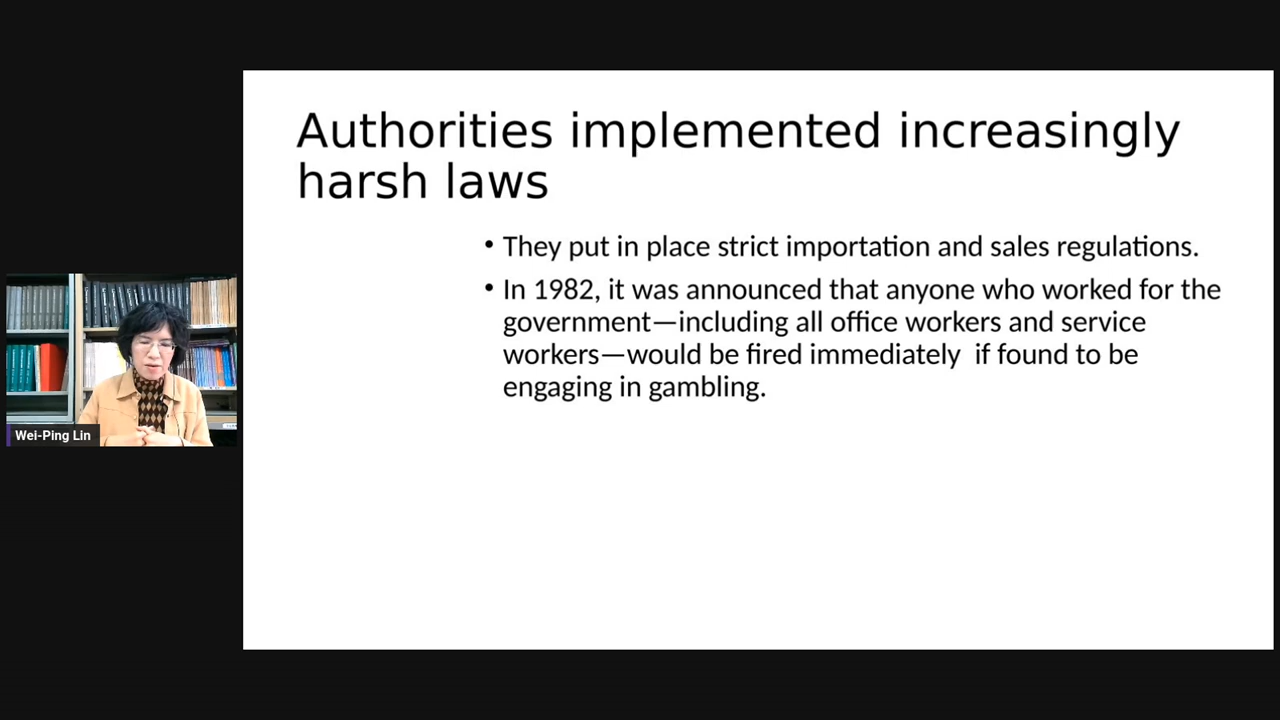 Authorities implemented increasingly
harsh laws
• They put in place strict importation and sales regulations.
• In 1982, it was announced that anyone who worked for the
government—including all office workers and service
workers—would be fired immediately  if found to be
engaging in gambling.
Wei-Ping Lin